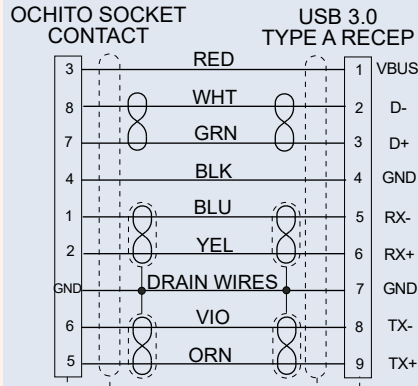 OCHITO SOCKET CONTACT
USB 3.0 TYPE A RECEP
3 RED 1 VBUS
8 WHT 2 D-
7 GRN 3 D+
4 BLK 4 GND
1 BLU 5 RX-
2 YEL 6 RX+
GND DRAIN WIRES 7 GND
6 VIO 8 TX-
5 ORN 9 TX+